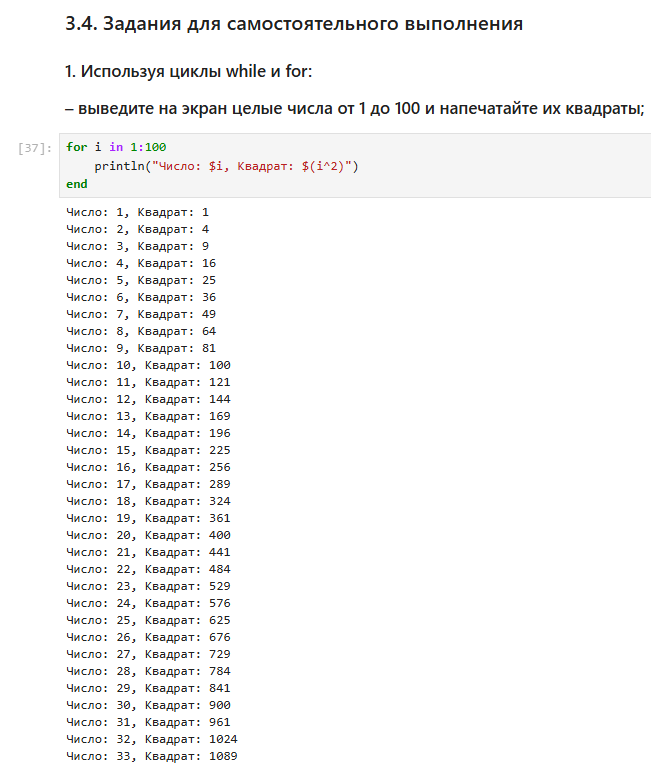 3.4. Задания для самостоятельного выполнения
1. Используя циклы while и for:
– выведите на экран целые числа от 1 до 100 и напечатайте их квадраты;
[37]: for i in 1:100
println("Число: $i, Квадрат: $(i^2)")
end
Число: 1, Квадрат: 1
Число: 2, Квадрат: 4
Число: 3, Квадрат: 9
Число: 4, Квадрат: 16
Число: 5, Квадрат: 25
Число: 6, Квадрат: 36
Число: 7, Квадрат: 49
Число: 8, Квадрат: 64
Число: 9, Квадрат: 81
Число: 10, Квадрат: 100
Число: 11, Квадрат: 121
Число: 12, Квадрат: 144
Число: 13, Квадрат: 169
Число: 14, Квадрат: 196
Число: 15, Квадрат: 225
Число: 16, Квадрат: 256
Число: 17, Квадрат: 289
Число: 18, Квадрат: 324
Число: 19, Квадрат: 361
Число: 20, Квадрат: 400
Число: 21, Квадрат: 441
Число: 22, Квадрат: 484
Число: 23, Квадрат: 529
Число: 24, Квадрат: 576
Число: 25, Квадрат: 625
Число: 26, Квадрат: 676
Число: 27, Квадрат: 729
Число: 28, Квадрат: 784
Число: 29, Квадрат: 841
Число: 30, Квадрат: 900
Число: 31, Квадрат: 961
Число: 32, Квадрат: 1024
Число: 33, Квадрат: 1089